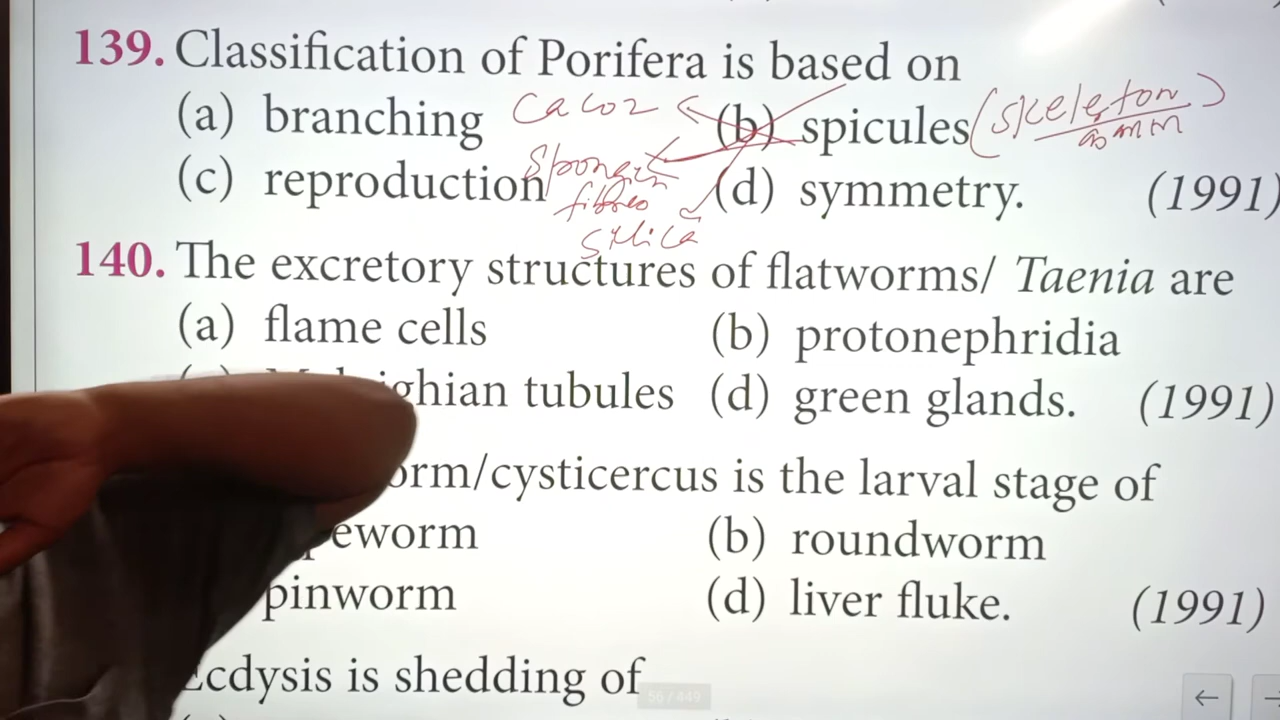 139. Classification of Porifera is based on
(a) branching CaCo2 (b) spicules (skeleton)
(c) reproduction fibres (d) symmetry. (1991)
silica
140. The excretory structures of flatworms/ Taenia are
(a) flame cells (b) protonephridia
tubules (d) green glands. (1991)
orm/cysticercus is the larval stage of
eworm (b) roundworm
pinworm (d) liver fluke. (1991)
Ecdysis is shedding of
56 / 449